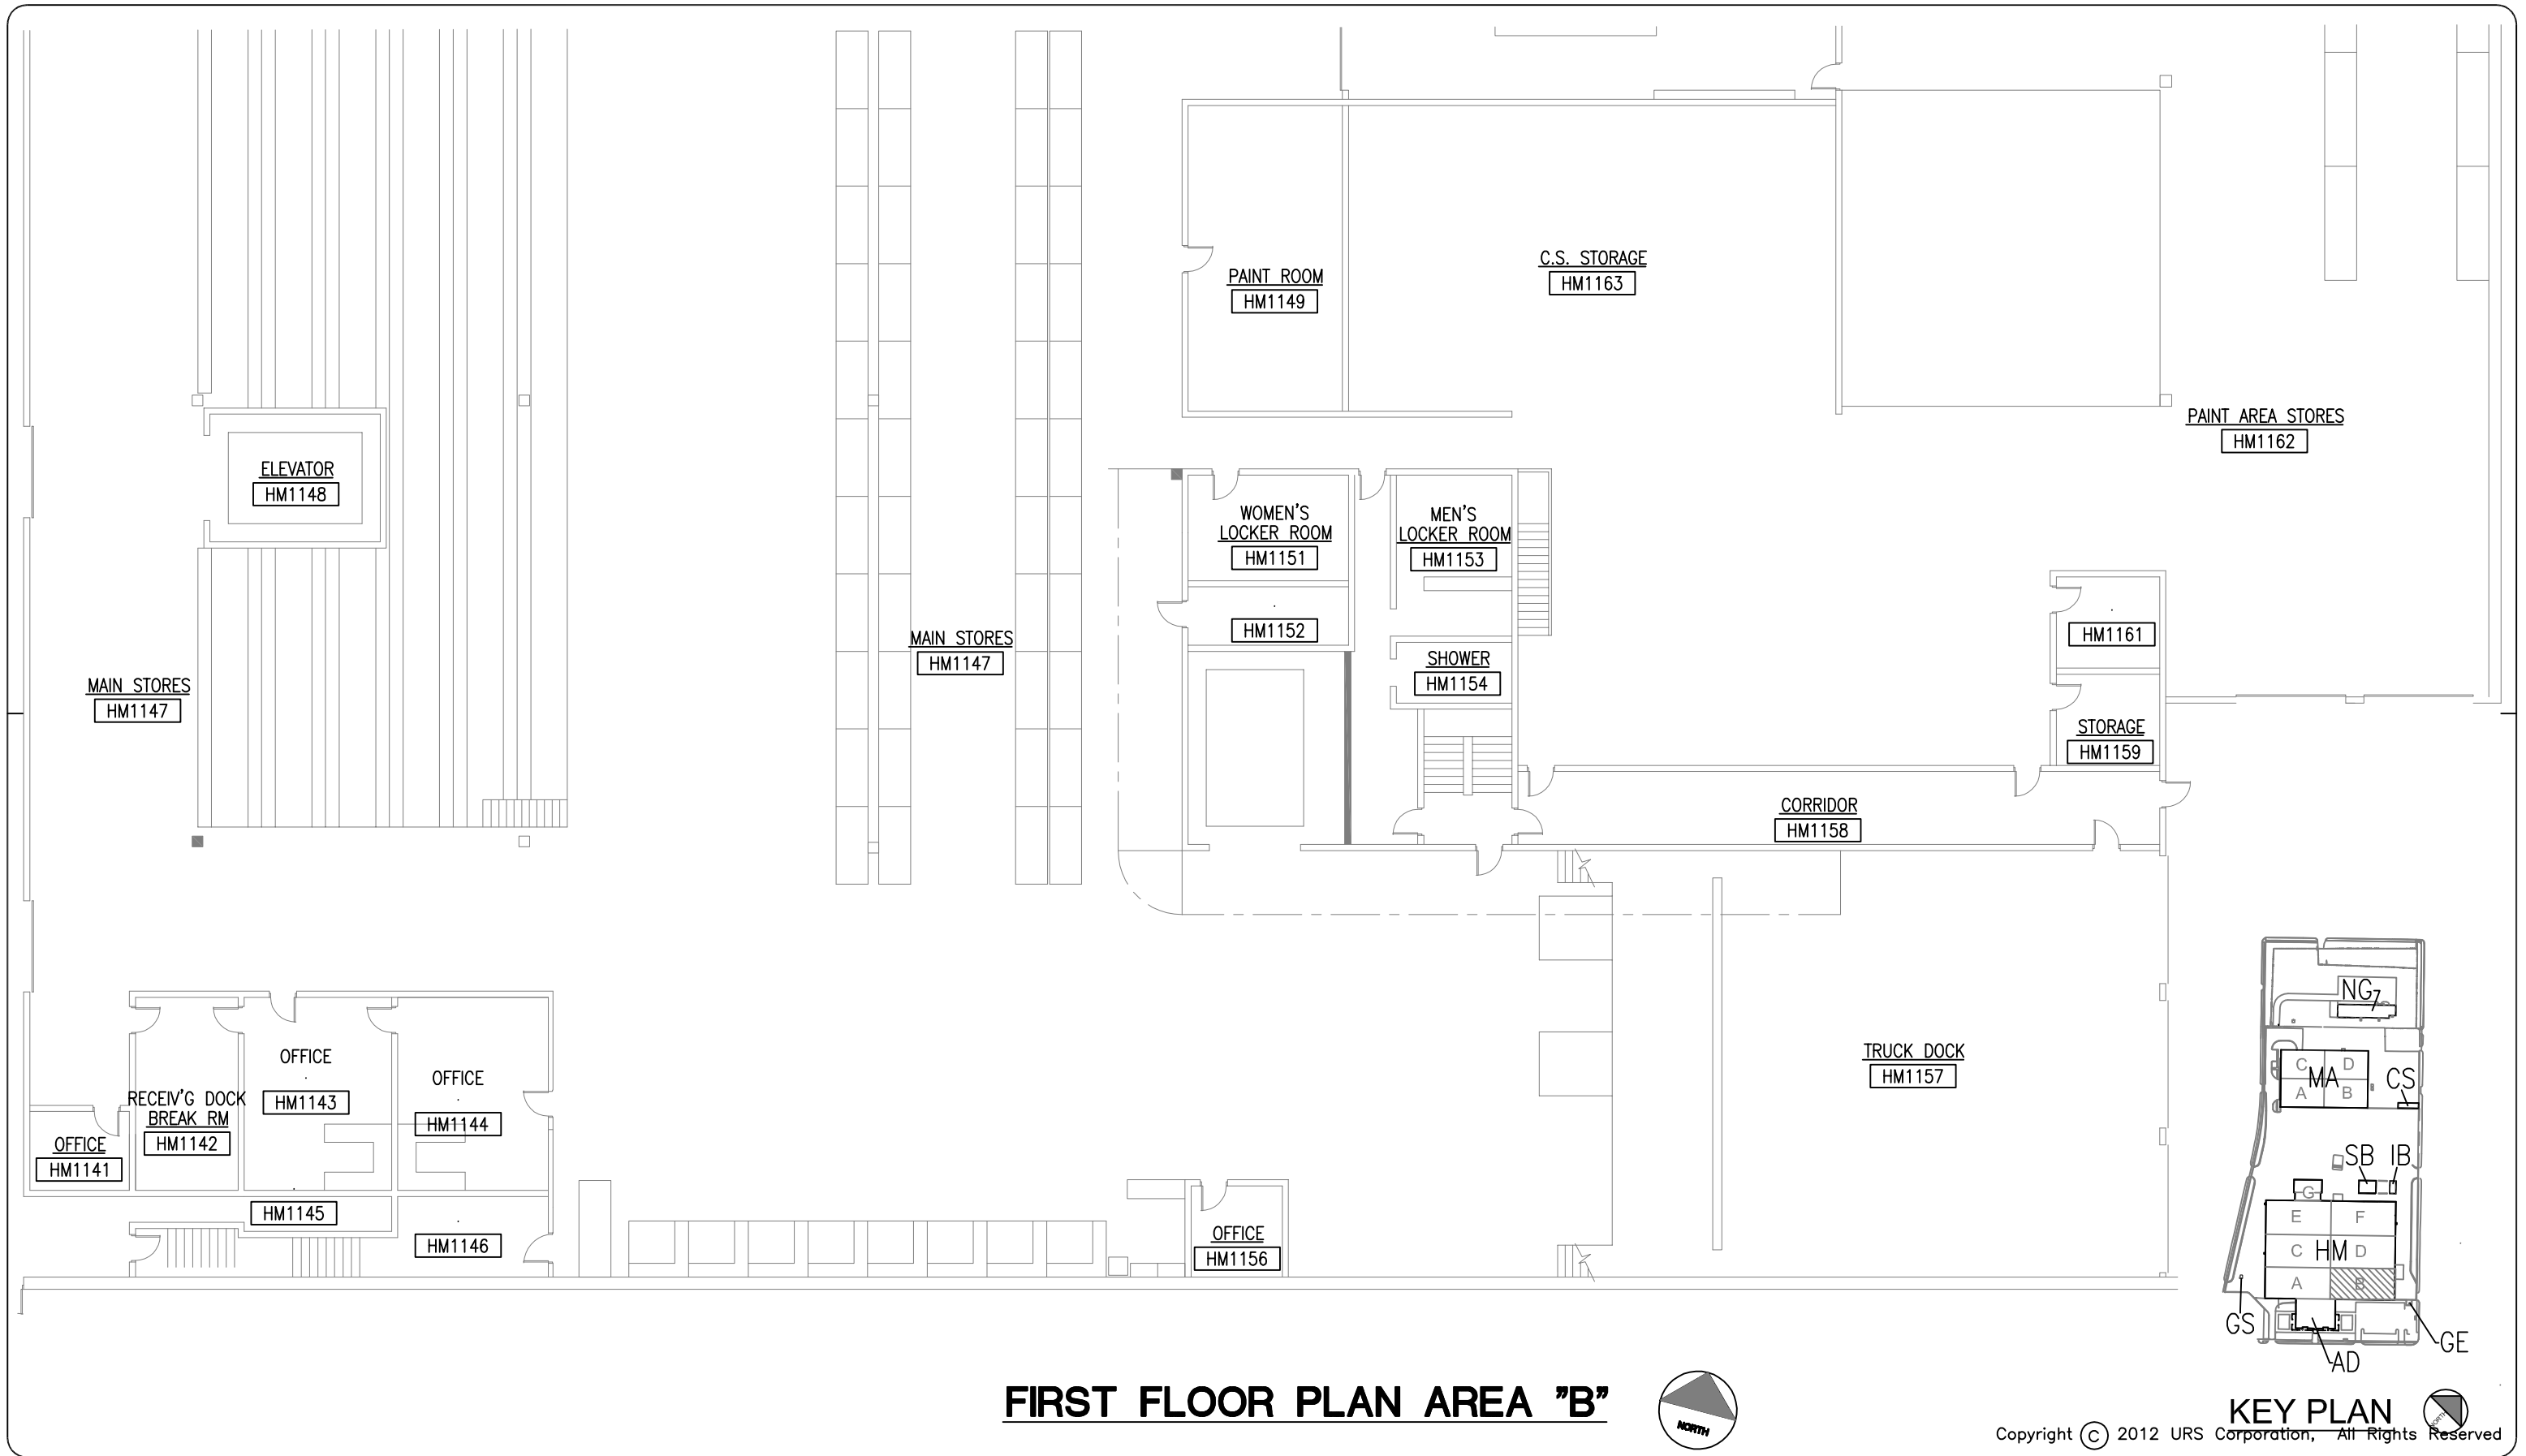 PAINT ROOM
HM1149
C.S. STORAGE
HM1163
PAINT AREA STORES
HM1162
ELEVATOR
HM1148
WOMEN'S
LOCKER ROOM
HM1151
MEN'S
LOCKER ROOM
HM1153
HM1152
HM1161
MAIN STORES
HM1147
SHOWER
HM1154
MAIN STORES
HM1147
STORAGE
HM1159
CORRIDOR
HM1158
OFFICE
HM1143
OFFICE
HM1144
RECEIV'G DOCK
BREAK RM
HM1142
OFFICE
HM1141
TRUCK DOCK
HM1157
HM1145
HM1146
OFFICE
HM1156
NG7
C D
MA
CS
A B
SB IB
G
E F
C HM D
A B
GS
GE
AD
FIRST FLOOR PLAN AREA "B"
NORTH
KEY PLAN
NORTH
Copyright © 2012 URS Corporation, All Rights Reserved